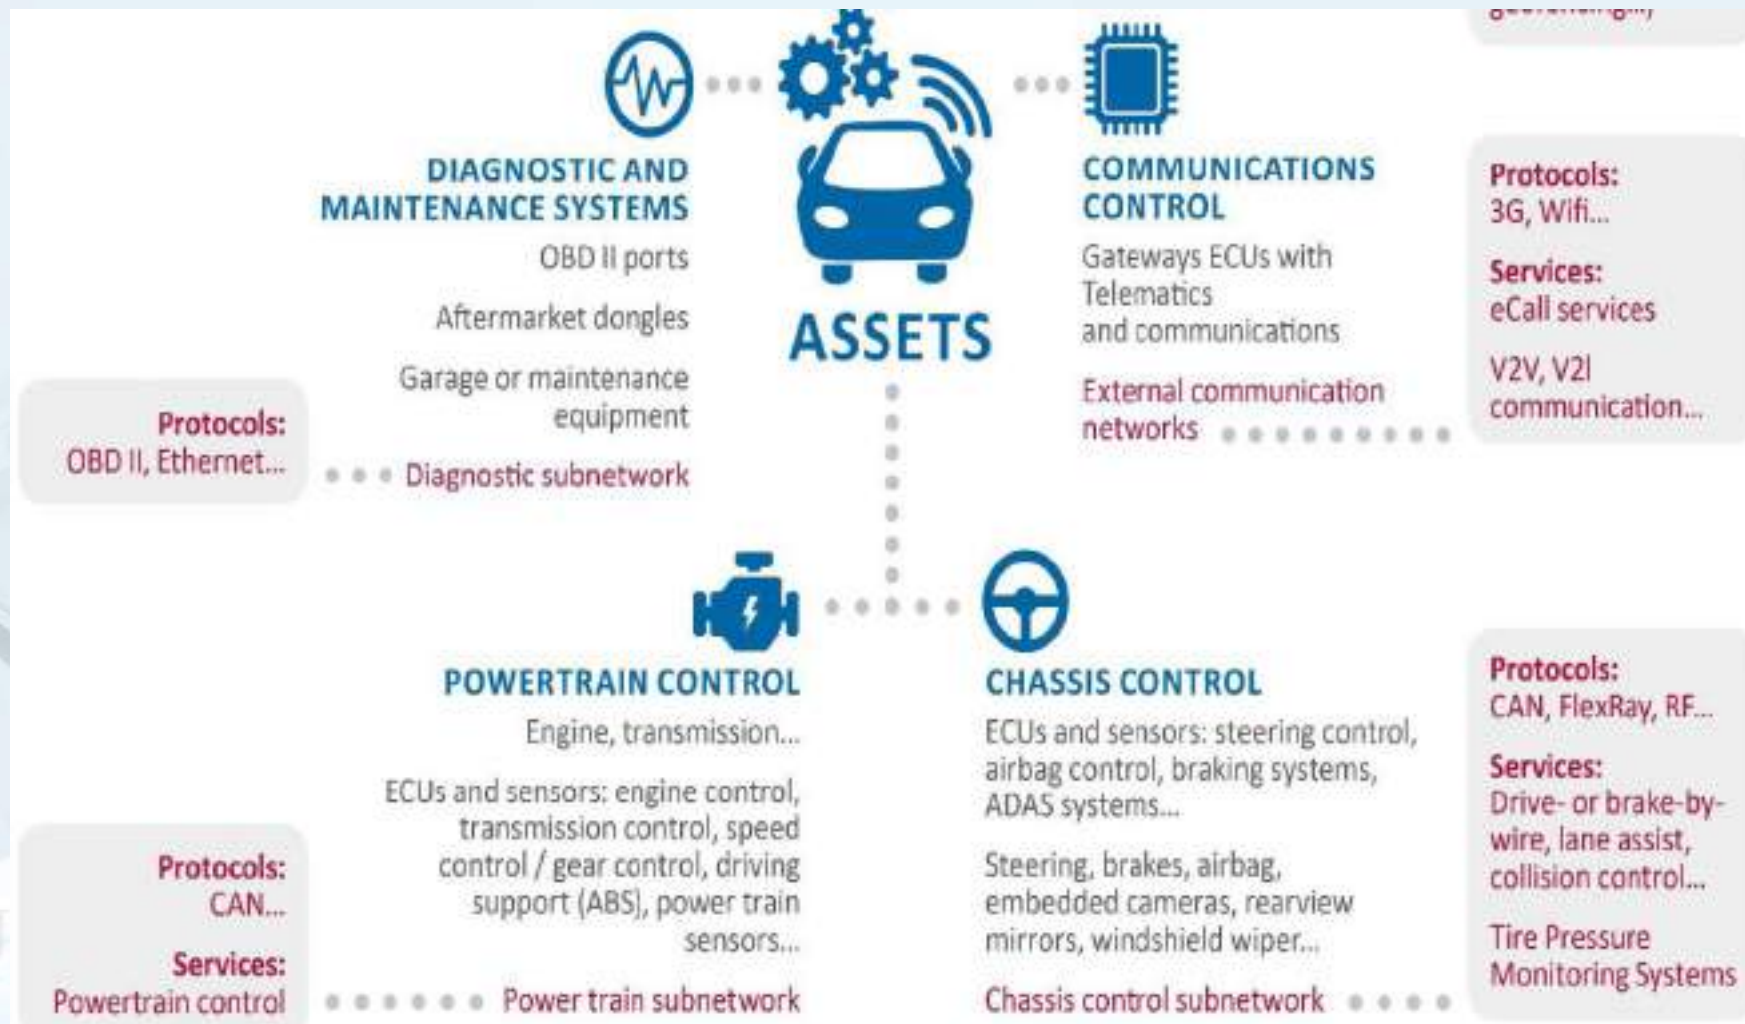 DIAGNOSTIC AND
MAINTENANCE SYSTEMS
OBD II ports
Aftermarket dongles
Garage or maintenance
equipment
Diagnostic subnetwork
Protocols:
OBD II, Ethernet...
ASSETS
COMMUNICATIONS
CONTROL
Gateways ECUs with
Telematics
and communications
External communication
networks
Protocols:
3G, Wifi...
Services:
eCall services
V2V, V2I
communication...
POWERTRAIN CONTROL
Engine, transmission...
ECUs and sensors: engine control,
transmission control, speed
control / gear control, driving
support (ABS), power train
sensors...
Power train subnetwork
Protocols:
CAN...
Services:
Powertrain control
CHASSIS CONTROL
ECUs and sensors: steering control,
airbag control, braking systems,
ADAS systems...
Steering, brakes, airbag,
embedded cameras, rearview
mirrors, windshield wiper...
Chassis control subnetwork
Protocols:
CAN, FlexRay, RF...
Services:
Drive- or brake-by-
wire, lane assist,
collision control...
Tire Pressure
Monitoring Systems